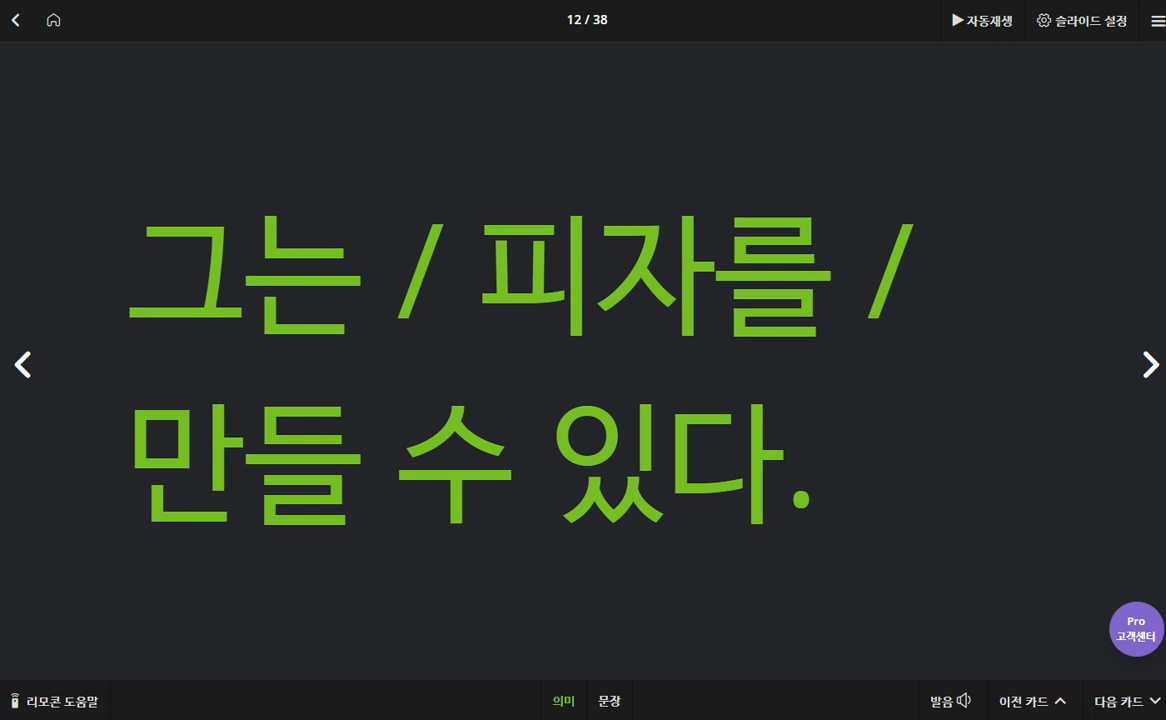 12 / 38
자동재생
슬라이드 설정
그는 / 피자를 /
만들 수 있다.
Pro
고객센터
리모콘 도움말
의미
문장
발음
이전 카드
다음 카드